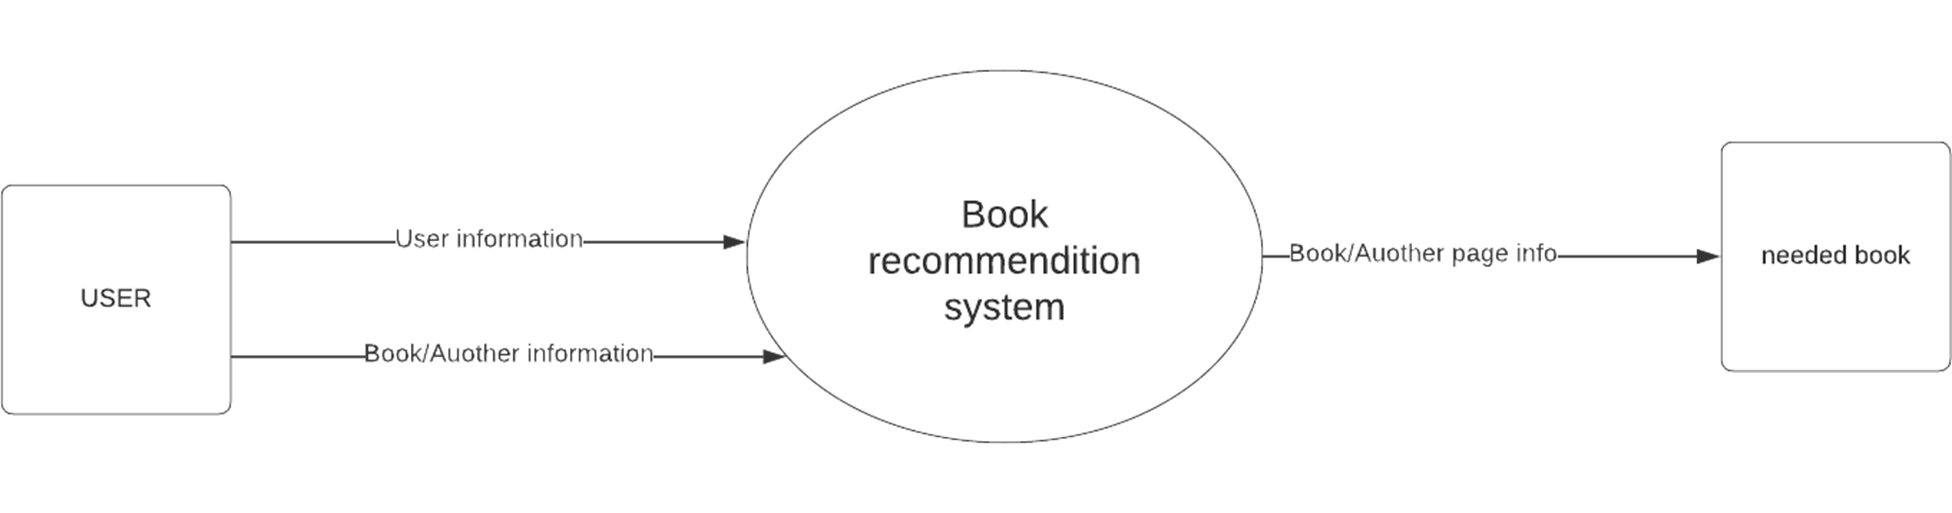 USER
User information
Book/Auother information
Book
recommendition
system
Book/Auother page info
needed book